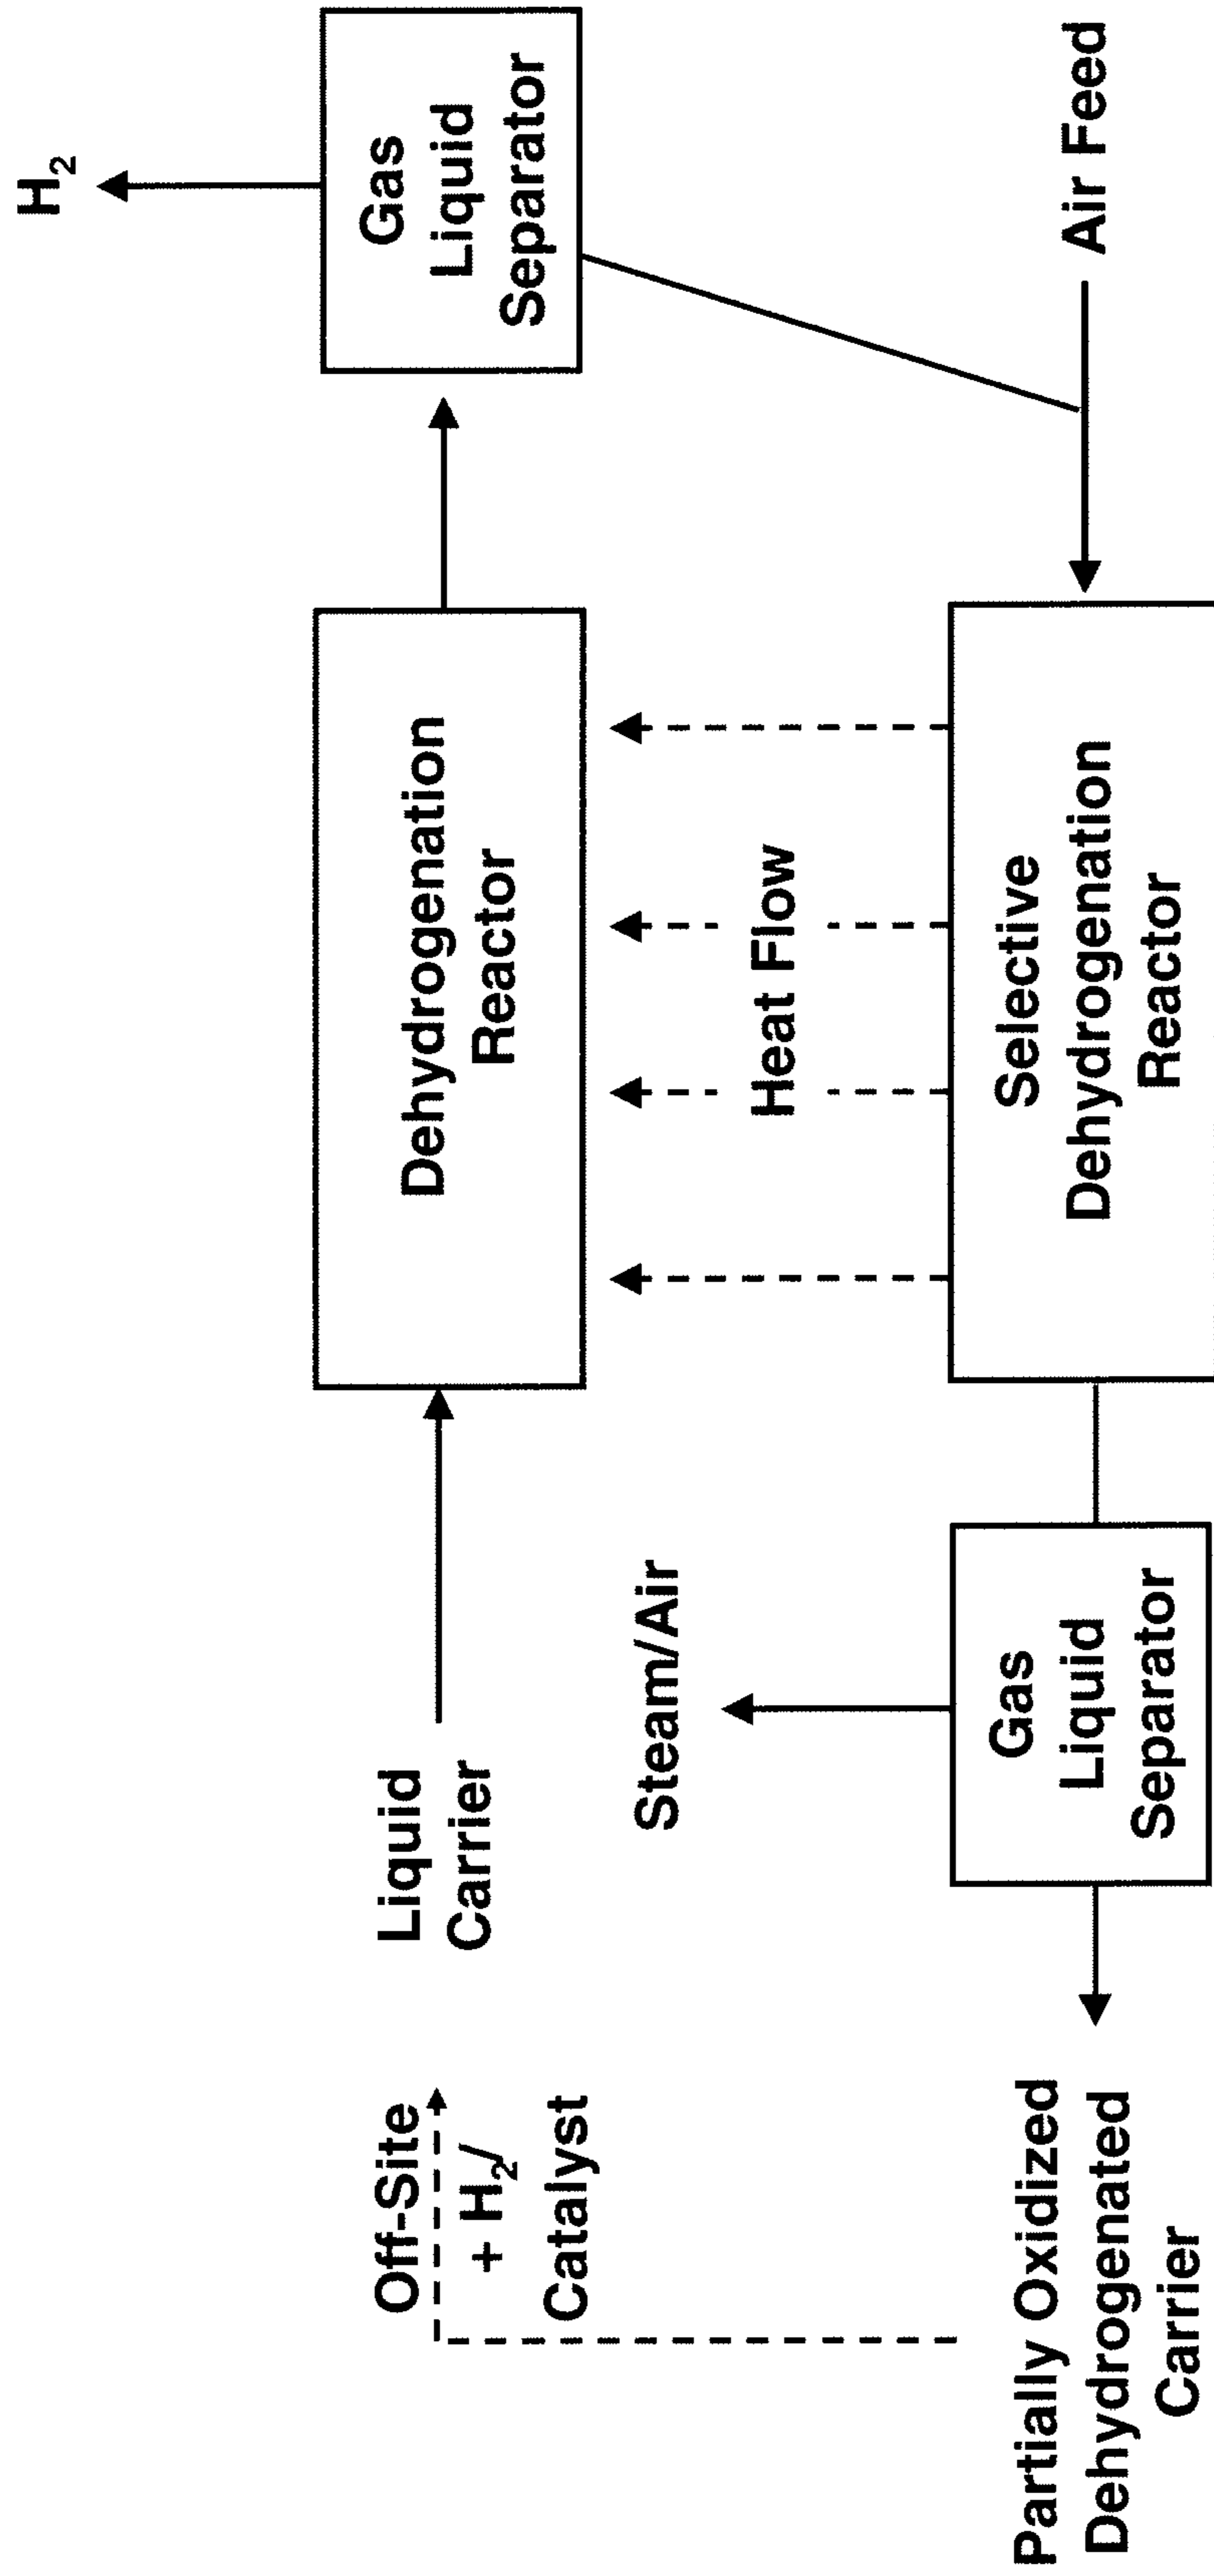 Off-Site
+ H2/
Catalyst
Liquid
Carrier
Dehydrogenation
Reactor
Gas
Liquid
Separator
H2
Steam/Air
Heat Flow
Partially Oxidized
Dehydrogenated
Carrier
Gas
Liquid
Separator
Selective
Dehydrogenation
Reactor
Air Feed